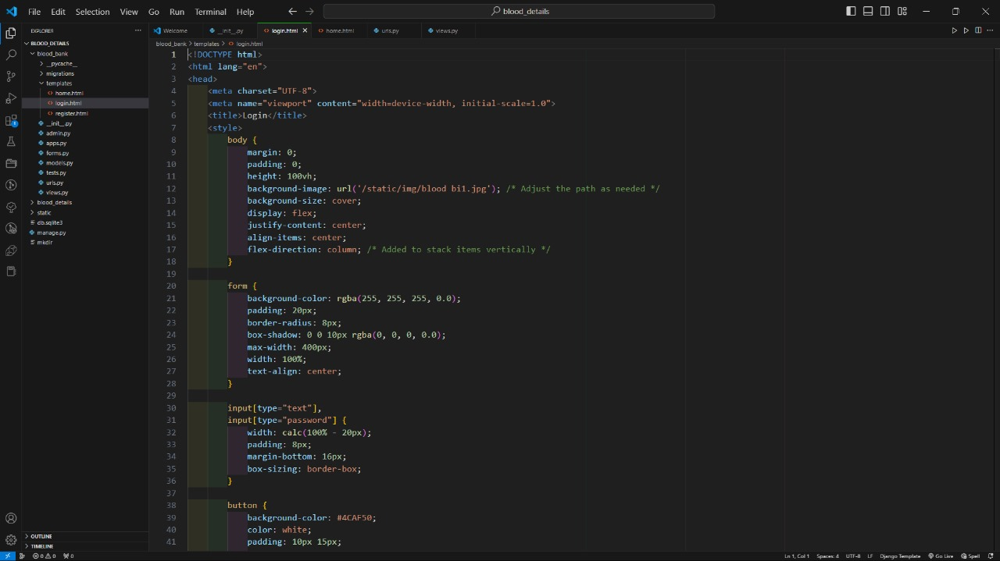 File Edit Selection View Go Run Terminal Help
blood_details
EXPLORER
BLOOD_DETAILS
blood_bank
__pycache__
migrations
templates
home.html
login.html
register.html
__init__.py
admin.py
apps.py
forms.py
models.py
tests.py
urls.py
views.py
blood_details
static
db.sqlite3
manage.py
mkdir
OUTLINE
TIMELINE
Welcome __init__.py login.html home.html urls.py views.py
blood_bank > templates > login.html
1 <!DOCTYPE html>
2 <html lang="en">
3 <head>
4 <meta charset="UTF-8">
5 <meta name="viewport" content="width=device-width, initial-scale=1.0">
6 <title>Login</title>
7 <style>
8 body {
9 margin: 0;
10 padding: 0;
11 height: 100vh;
12 background-image: url('/static/img/blood bi1.jpg'); /* Adjust the path as needed */
13 background-size: cover;
14 display: flex;
15 justify-content: center;
16 align-items: center;
17 flex-direction: column; /* Added to stack items vertically */
18 }
19
20 form {
21 background-color: rgba(255, 255, 255, 0.0);
22 padding: 20px;
23 border-radius: 8px;
24 box-shadow: 0 0 10px rgba(0, 0, 0, 0.0);
25 max-width: 400px;
26 width: 100%;
27 text-align: center;
28 }
29
30 input[type="text"],
31 input[type="password"] {
32 width: calc(100% - 20px);
33 padding: 8px;
34 margin-bottom: 16px;
35 box-sizing: border-box;
36 }
37
38 button {
39 background-color: #4CAF50;
40 color: white;
41 padding: 10px 15px;
0 0 0 Ln 1, Col 1 Spaces: 4 UTF-8 LF Django Template Go Live Spell